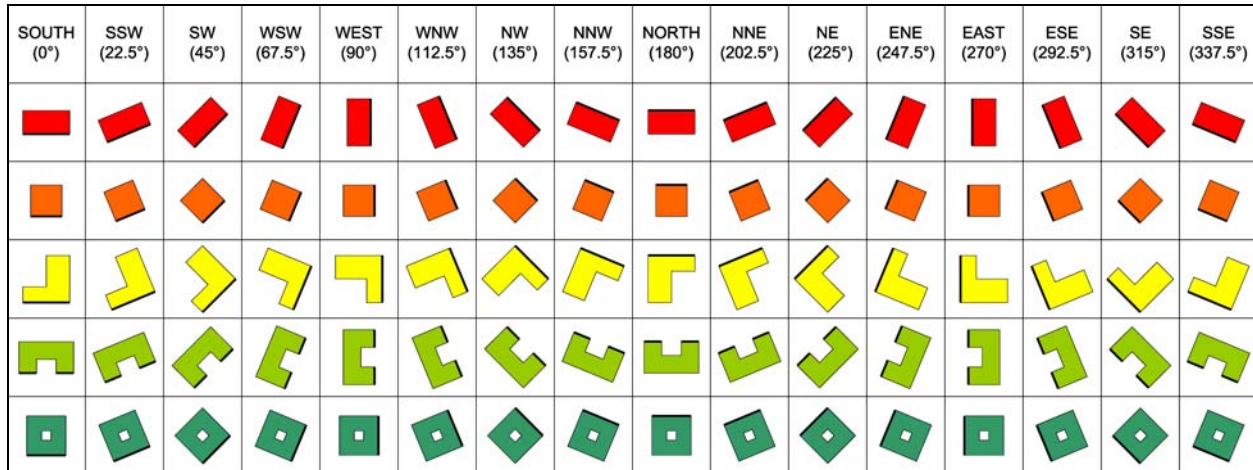 SOUTH SSW SW WSW WEST WNW NW NNW NORTH NNE NE ENE EAST ESE SE SSE
(0°) (22.5°) (45°) (67.5°) (90°) (112.5°) (135°) (157.5°) (180°) (202.5°) (225°) (247.5°) (270°) (292.5°) (315°) (337.5°)